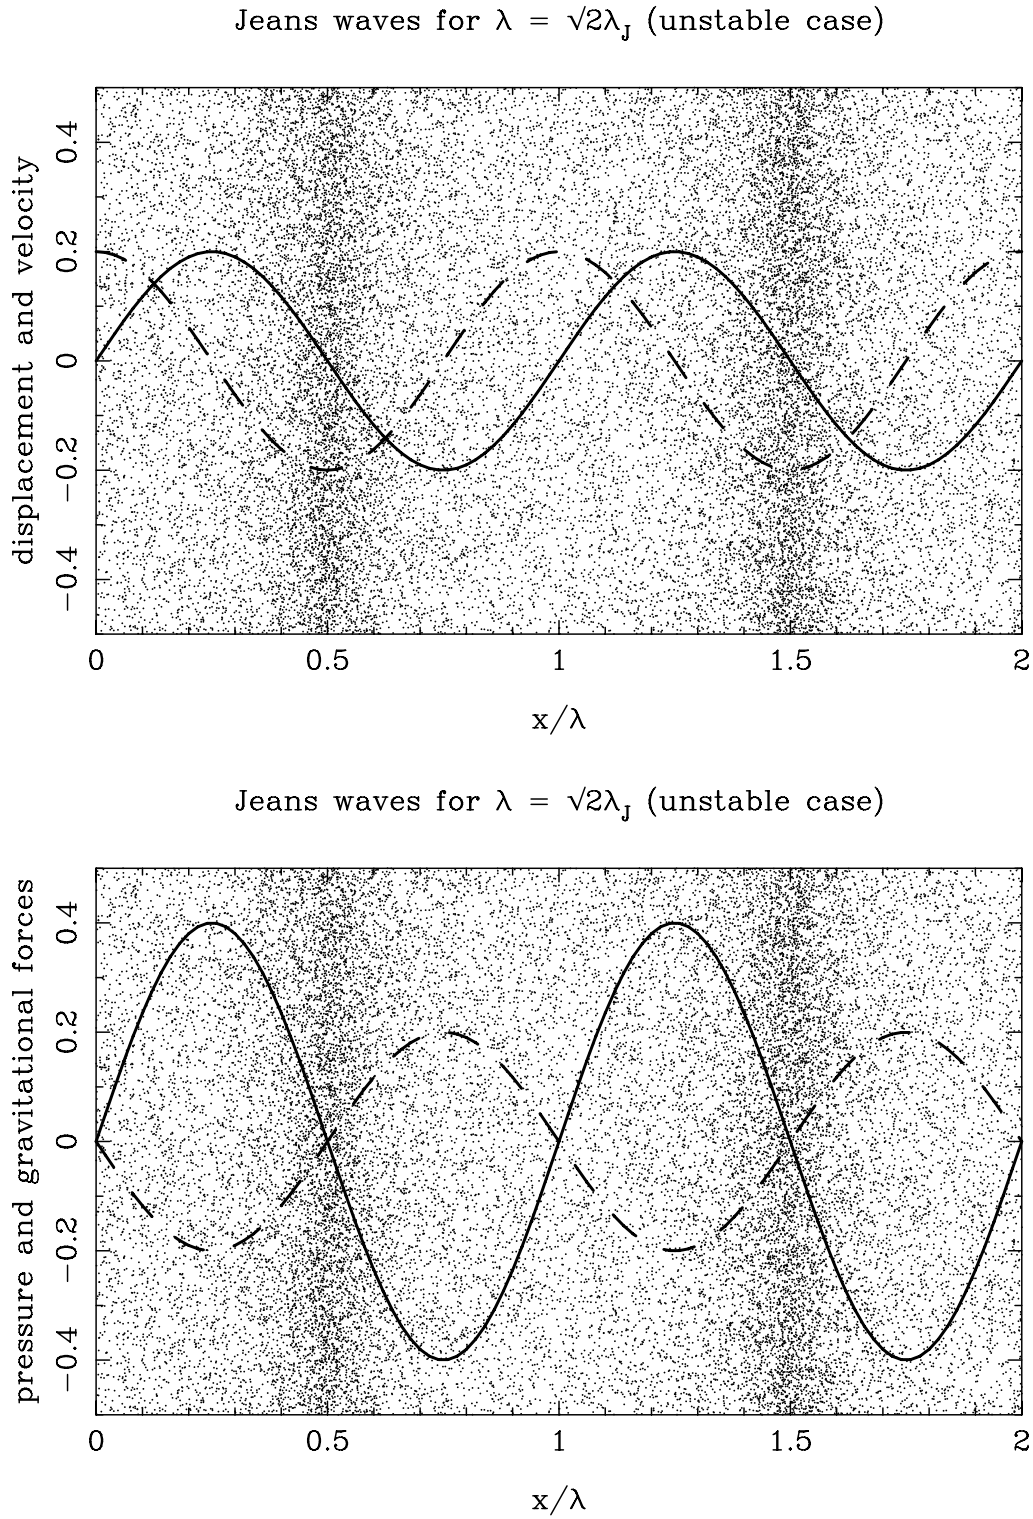 Jeans waves for λ = √2λJ (unstable case)
displacement and velocity
0.4
0.2
0
−0.2
−0.4
0 0.5 1 1.5 2
x/λ
Jeans waves for λ = √2λJ (unstable case)
pressure and gravitational forces
0.4
0.2
0
−0.2
−0.4
0 0.5 1 1.5 2
x/λ